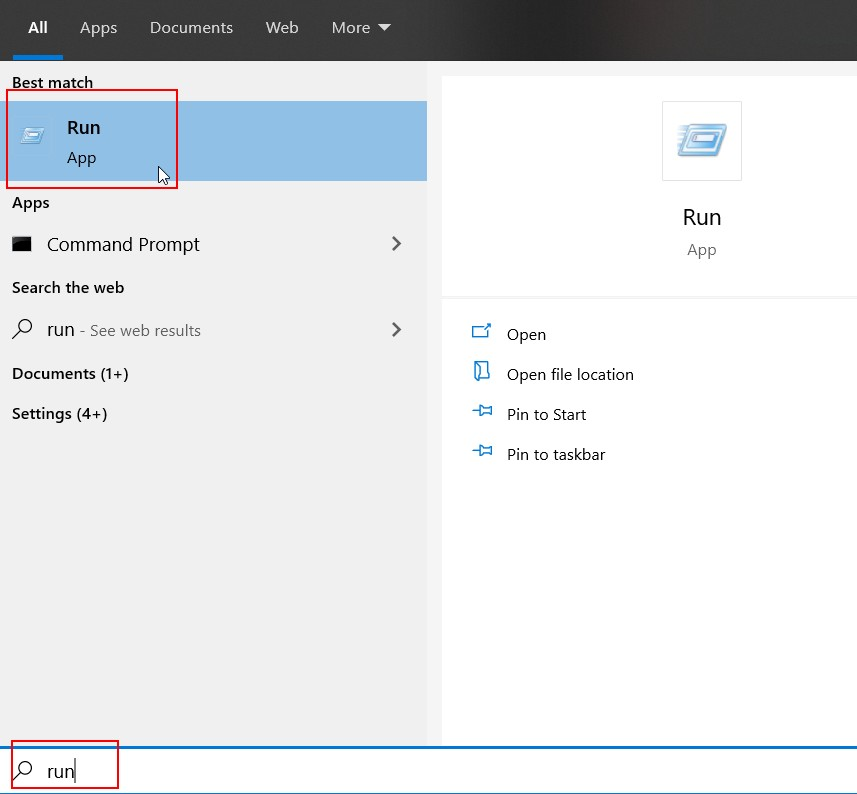 All Apps Documents Web More
Best match
Run
App
Apps
Command Prompt
Search the web
run - See web results
Documents (1+)
Settings (4+)
Run
App
Open
Open file location
Pin to Start
Pin to taskbar
run